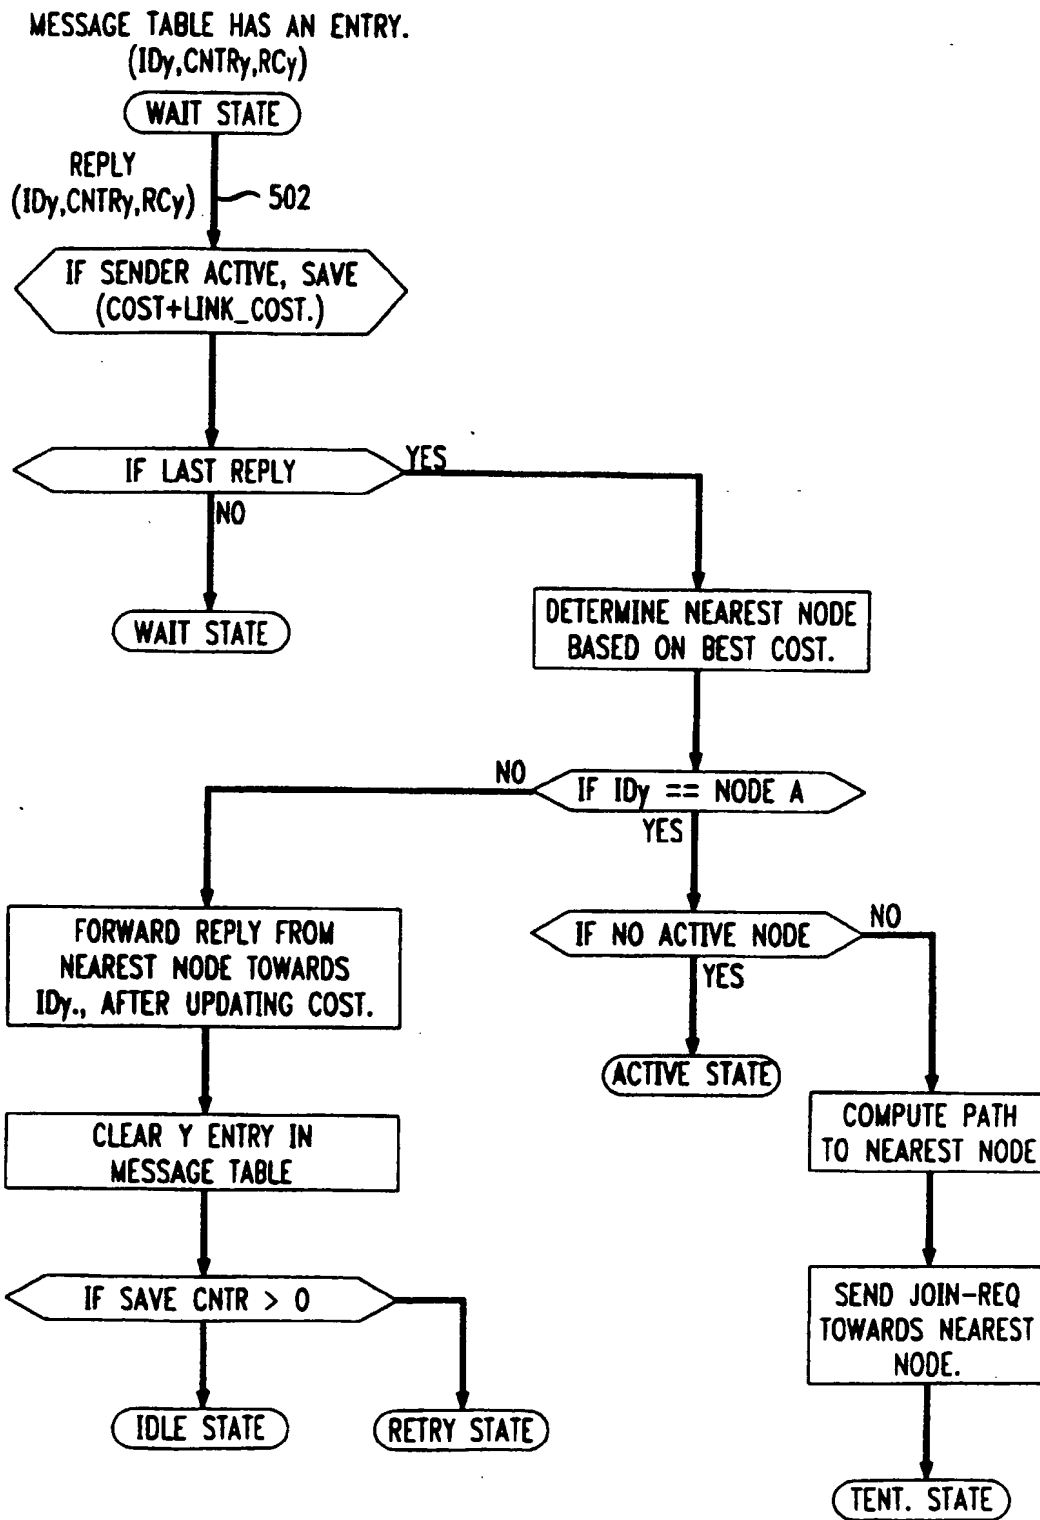 MESSAGE TABLE HAS AN ENTRY.
(IDy,CNTRy,RCy)
WAIT STATE
REPLY
(IDy,CNTRy,RCy)
502
IF SENDER ACTIVE, SAVE
(COST+LINK_COST.)
IF LAST REPLY
YES
NO
WAIT STATE
DETERMINE NEAREST NODE
BASED ON BEST COST.
NO
IF IDy == NODE A
YES
FORWARD REPLY FROM
NEAREST NODE TOWARDS
IDy., AFTER UPDATING COST.
IF NO ACTIVE NODE
NO
YES
ACTIVE STATE
CLEAR Y ENTRY IN
MESSAGE TABLE
COMPUTE PATH
TO NEAREST NODE
IF SAVE CNTR > 0
SEND JOIN-REQ
TOWARDS NEAREST
NODE.
IDLE STATE
RETRY STATE
TENT. STATE